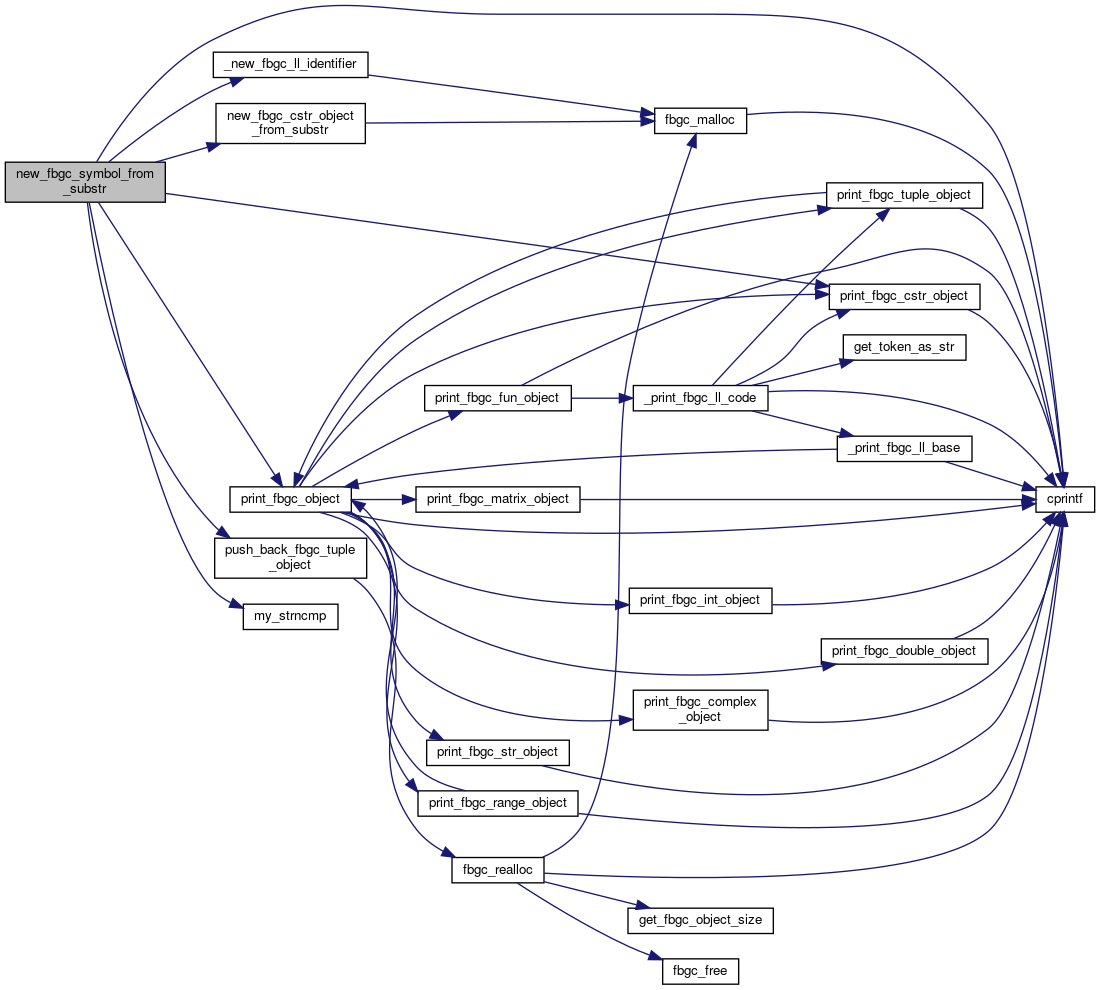 _new_fbgc_ll_identifier
new_fbgc_cstr_object
_from_substr
fbgc_malloc
new_fbgc_symbol_from
_substr
print_fbgc_tuple_object
print_fbgc_cstr_object
get_token_as_str
print_fbgc_fun_object
_print_fbgc_ll_code
_print_fbgc_ll_base
print_fbgc_object
print_fbgc_matrix_object
cprintf
push_back_fbgc_tuple
_object
my_strncmp
print_fbgc_int_object
print_fbgc_double_object
print_fbgc_complex
_object
print_fbgc_str_object
print_fbgc_range_object
fbgc_realloc
get_fbgc_object_size
fbgc_free